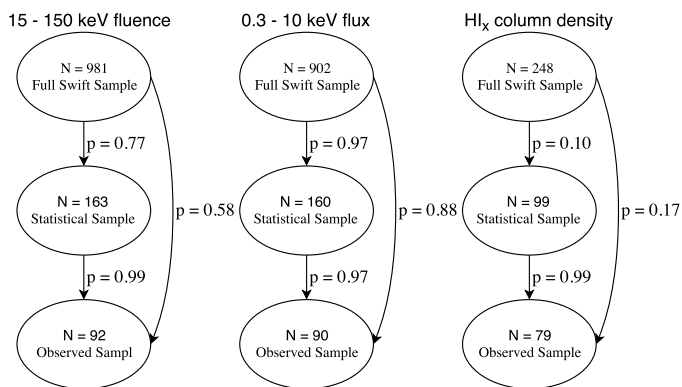 15 - 150 keV fluence
N = 981
Full Swift Sample
p = 0.77
N = 163
Statistical Sample
p = 0.58
p = 0.99
N = 92
Observed Sampl
0.3 - 10 keV flux
N = 902
Full Swift Sample
p = 0.97
N = 160
Statistical Sample
p = 0.88
p = 0.97
N = 90
Observed Sample
HIx column density
N = 248
Full Swift Sample
p = 0.10
N = 99
Statistical Sample
p = 0.17
p = 0.99
N = 79
Observed Sample